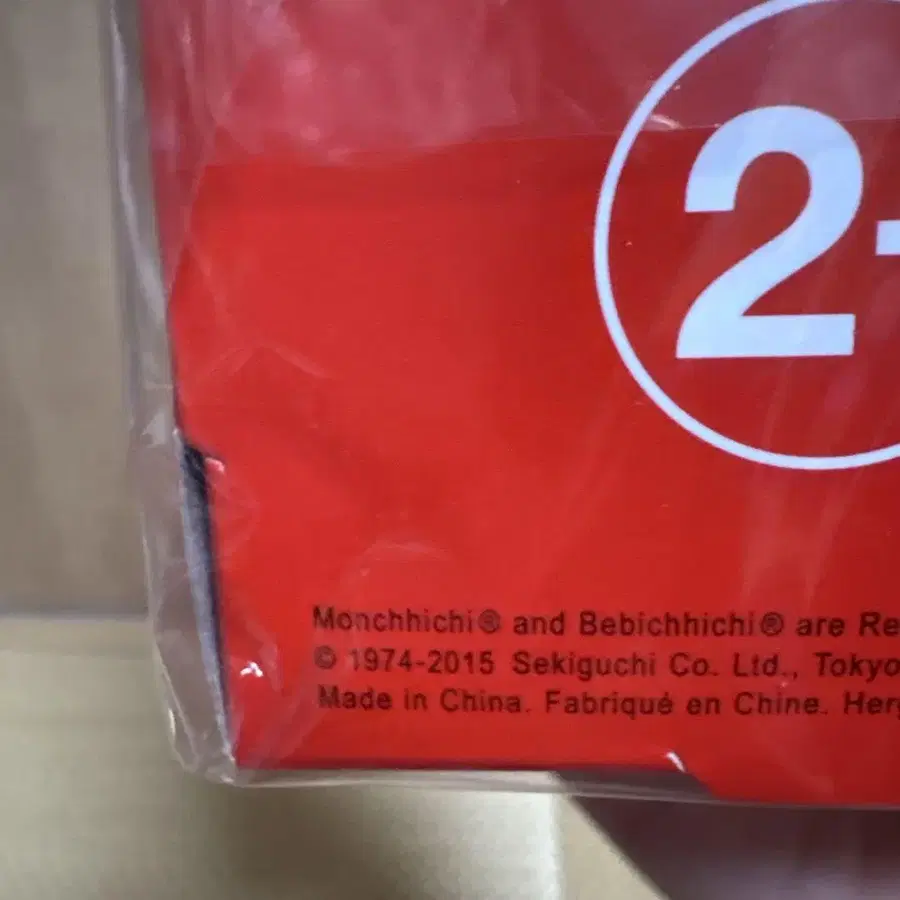 2
Monchhichi® and Bebichhichi® are Re
© 1974-2015 Sekiguchi Co. Ltd., Tokyo
Made in China. Fabriqué en Chine. Her